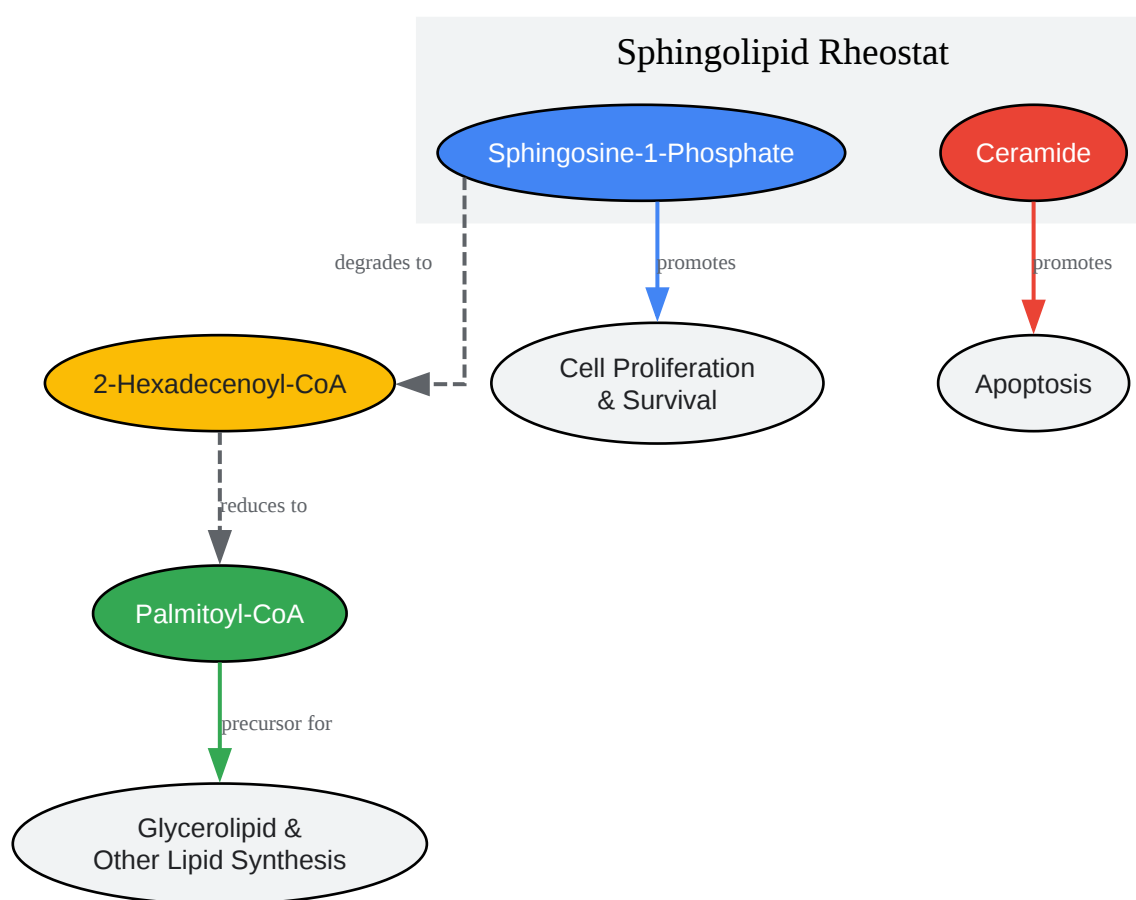 Sphingolipid Rheostat
Sphingosine-1-Phosphate
Ceramide
degrades to
promotes
promotes
2-Hexadecenoyl-CoA
Cell Proliferation
& Survival
Apoptosis
reduces to
Palmitoyl-CoA
precursor for
Glycerolipid &
Other Lipid Synthesis